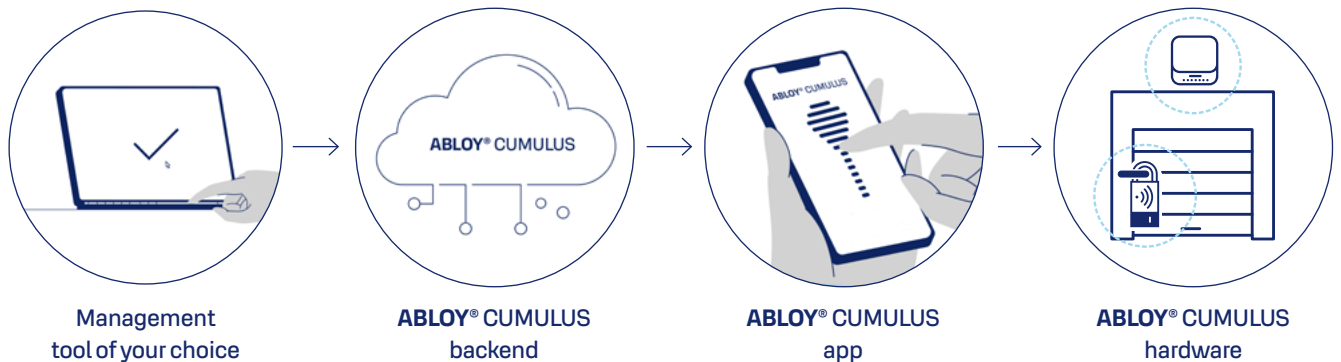 ABLOY® CUMULUS
ABLOY® CUMULUS
Management
tool of your choice
ABLOY® CUMULUS
backend
ABLOY® CUMULUS
app
ABLOY® CUMULUS
hardware